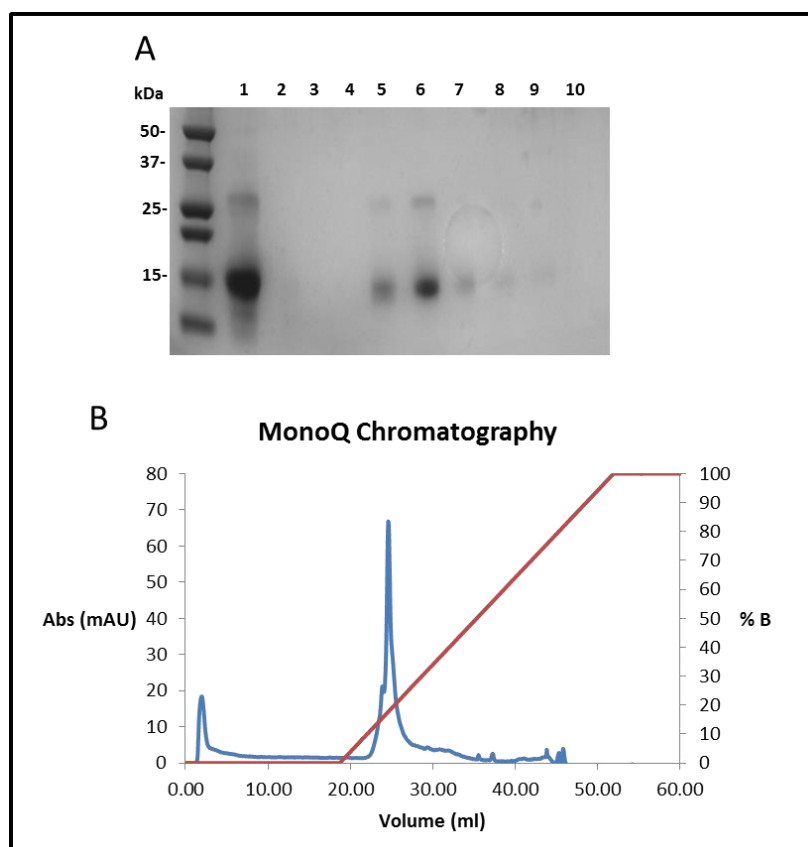 A
kDa 1 2 3 4 5 6 7 8 9 10
50-
37-
25-
15-
B
MonoQ Chromatography
80 100
70 90
60 80
50 70
40 60
30 50
20 40
10 30
0 20
10
0
Abs (mAU)
% B
0.00 10.00 20.00 30.00 40.00 50.00 60.00
Volume (ml)